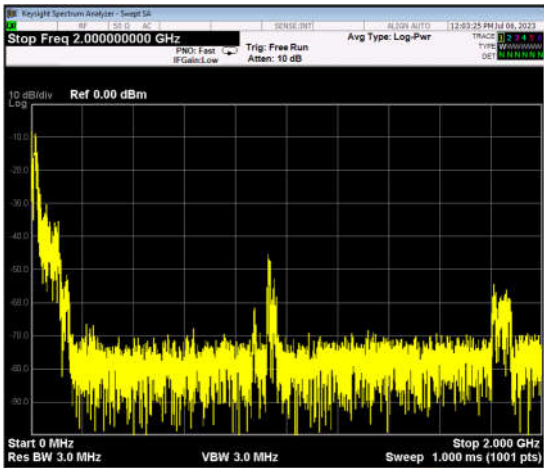 Keysight Spectrum Analyzer - Swept SA
RF 50 Ω AC SENSE:INT ALIGN AUTO 12:03:25 PM Jul 06, 2023
Stop Freq 2.000000000 GHz
PNO: Fast
IFGain:Low
Trig: Free Run
Atten: 10 dB
Avg Type: Log-Pwr
TRACE 1 2 3 4 5 6
TYPE WWWWWW
DET N N N N N N
10 dB/div Ref 0.00 dBm
Log
-10.0
-20.0
-30.0
-40.0
-50.0
-60.0
-70.0
-80.0
-90.0
Start 0 MHz
Stop 2.000 GHz
Res BW 3.0 MHz
VBW 3.0 MHz
Sweep 1.000 ms (1001 pts)